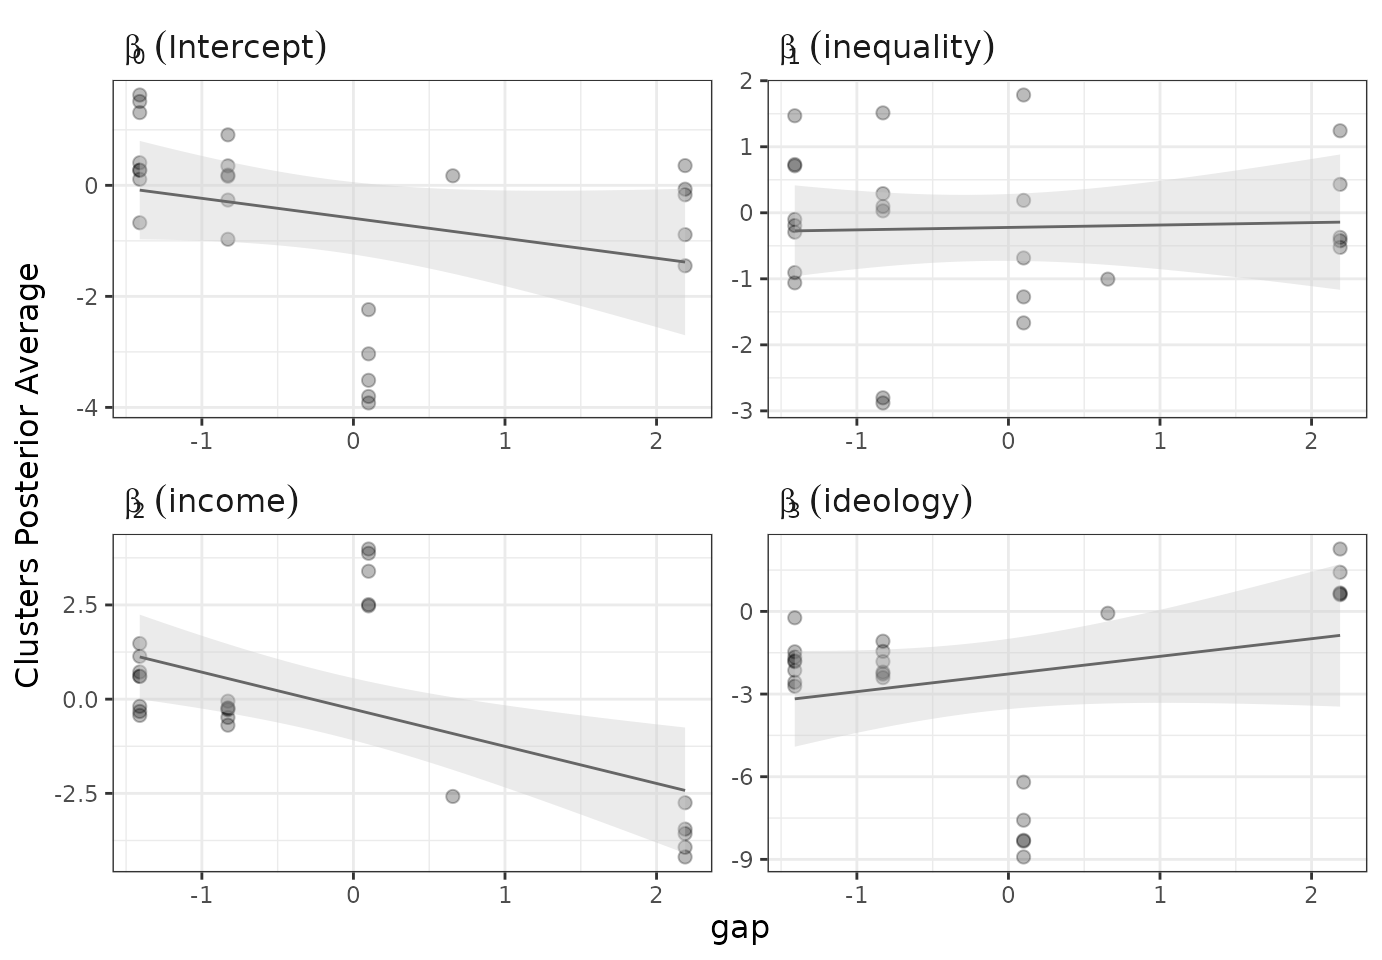 β0 (Intercept)
0
-2
-4
-1 0 1 2
β1 (inequality)
2
1
0
-1
-2
-3
-1 0 1 2
β2 (income)
2.5
0.0
-2.5
-1 0 1 2
β3 (ideology)
0
-3
-6
-9
-1 0 1 2
Clusters Posterior Average
gap